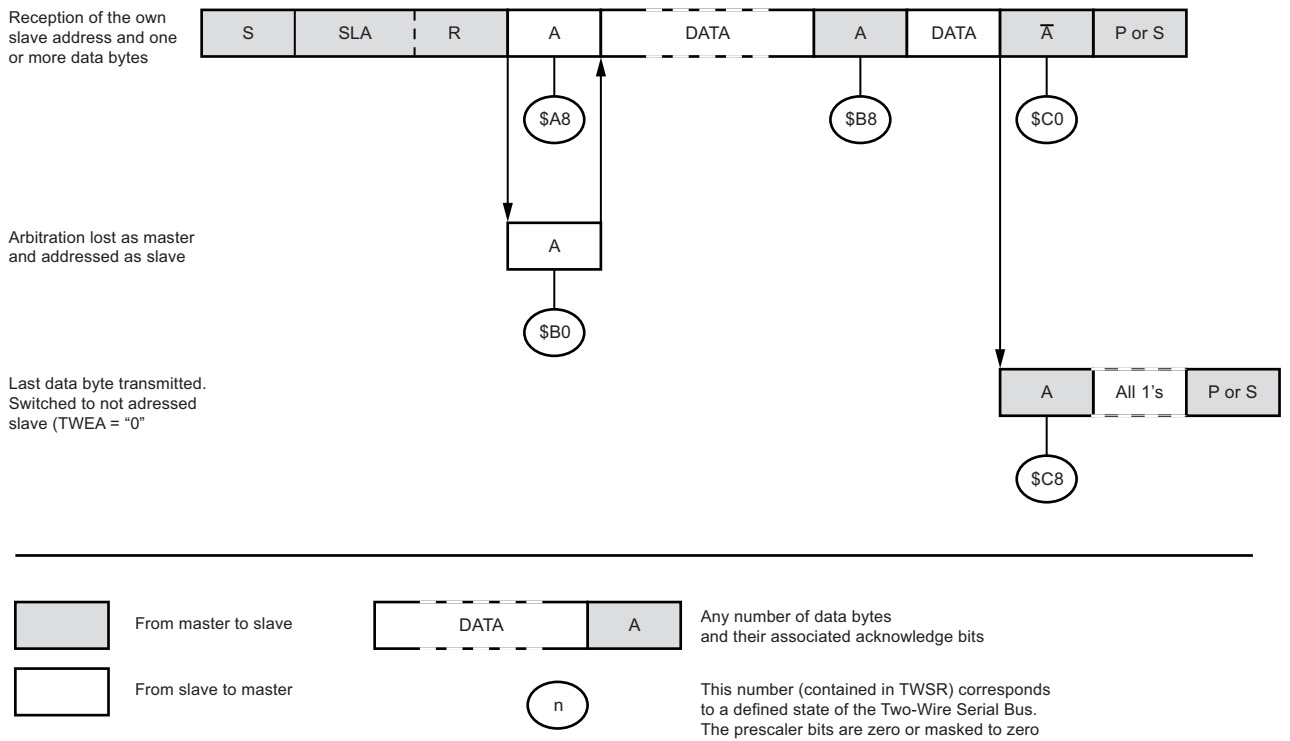 Reception of the own
slave address and one
or more data bytes
S SLA R A DATA A DATA A̅ P or S
$A8 $B8 $C0
Arbitration lost as master
and addressed as slave
A
$B0
Last data byte transmitted.
Switched to not adressed
slave (TWEA = “0”
A All 1's P or S
$C8
From master to slave
DATA A
Any number of data bytes
and their associated acknowledge bits
From slave to master
n
This number (contained in TWSR) corresponds
to a defined state of the Two-Wire Serial Bus.
The prescaler bits are zero or masked to zero